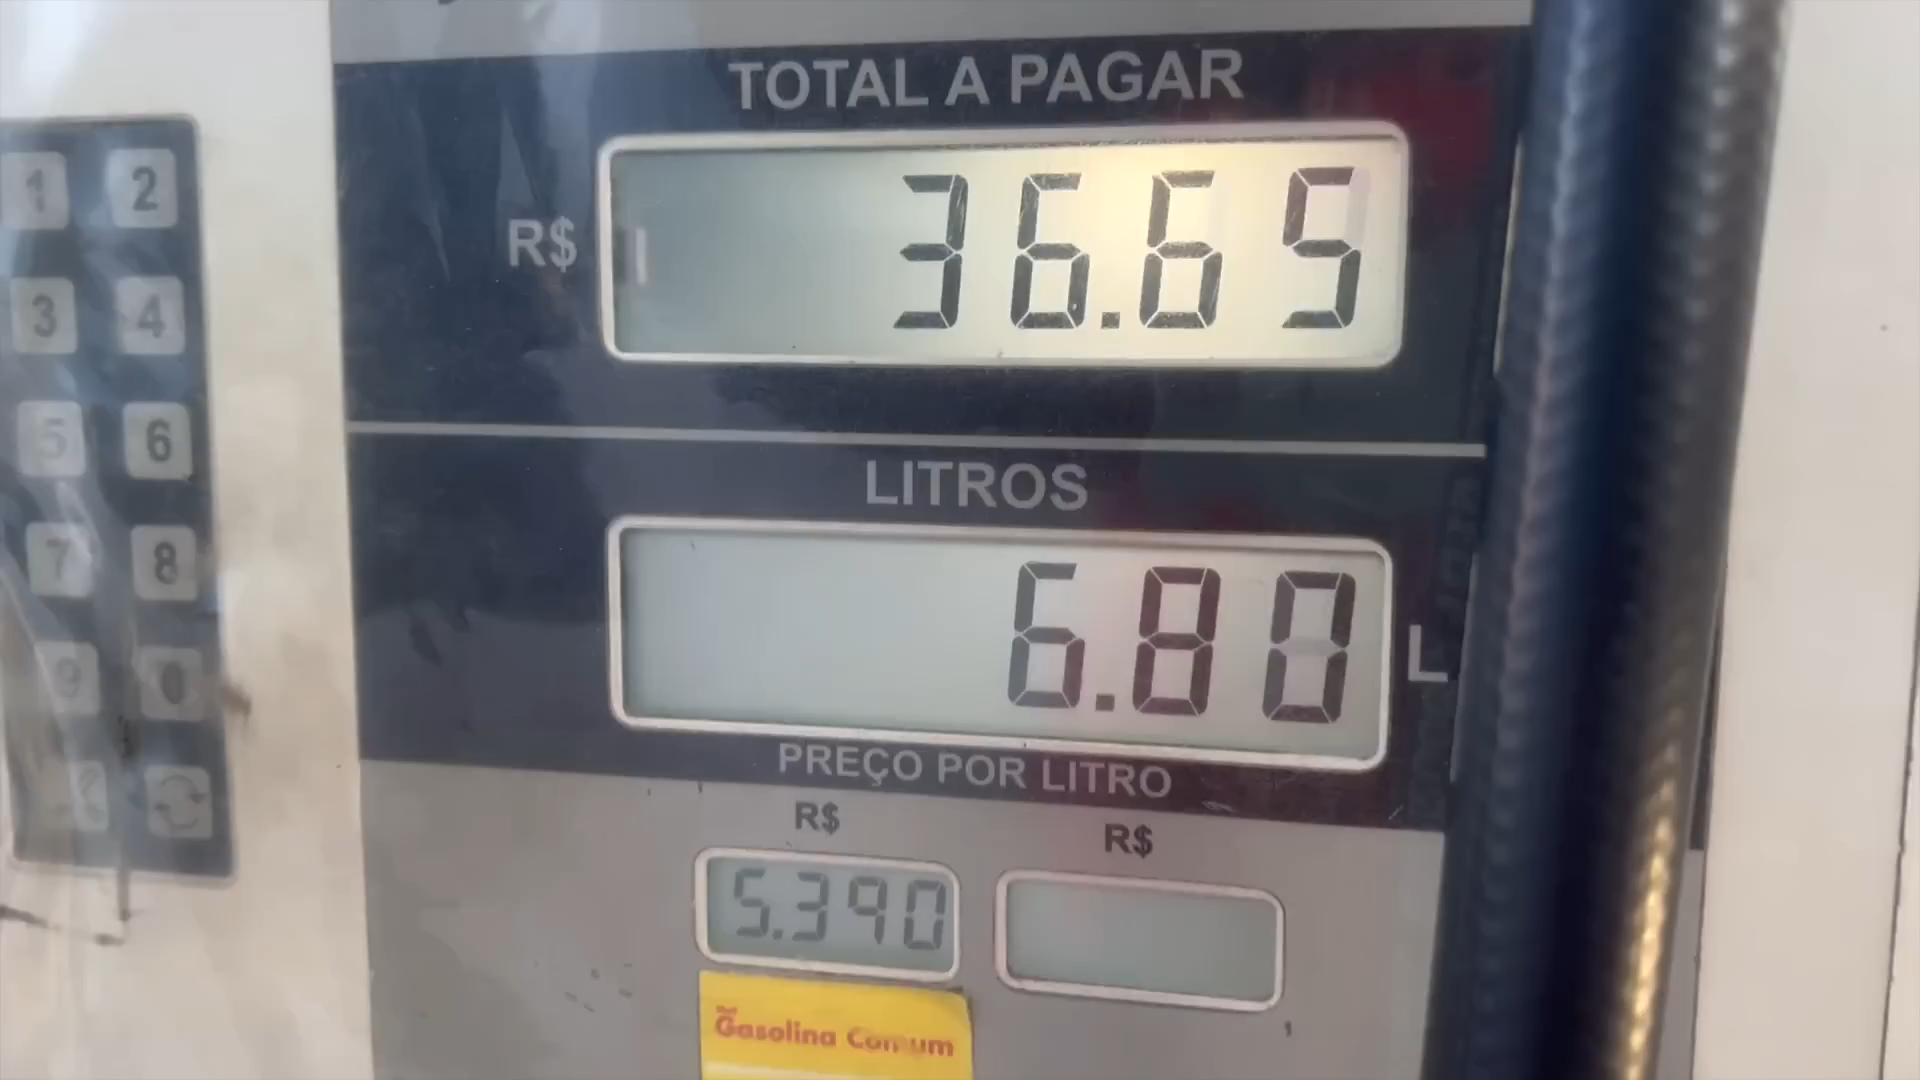 TOTAL A PAGAR
R$ 36.65
LITROS
6.80 L
PREÇO POR LITRO
R$ R$
5.390
Gasolina Comum
1 2
3 4
5 6
7 8
9 0